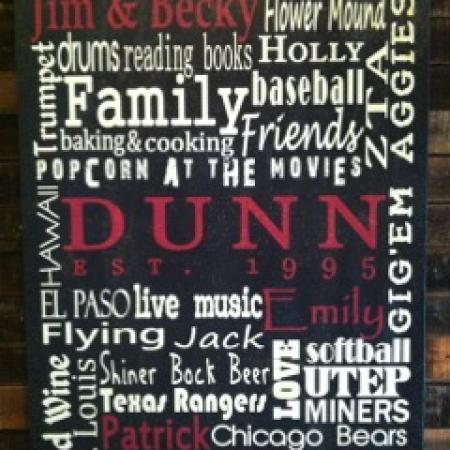 Jim & Becky
Flower Mound
drums reading books
Holly
Trumpet
Family
baseball
ZTA
AGGIES
baking & cooking
Friends
POPCORN AT THE MOVIES
HAWAII
DUNN
EST. 1995
GIG'EM
EL PASO live music
Emily
Flying Jack
LOVE
softball
Wine
Louis
Shiner Bock Beer
UTEP
Texas Rangers
MINERS
Patrick
Chicago Bears